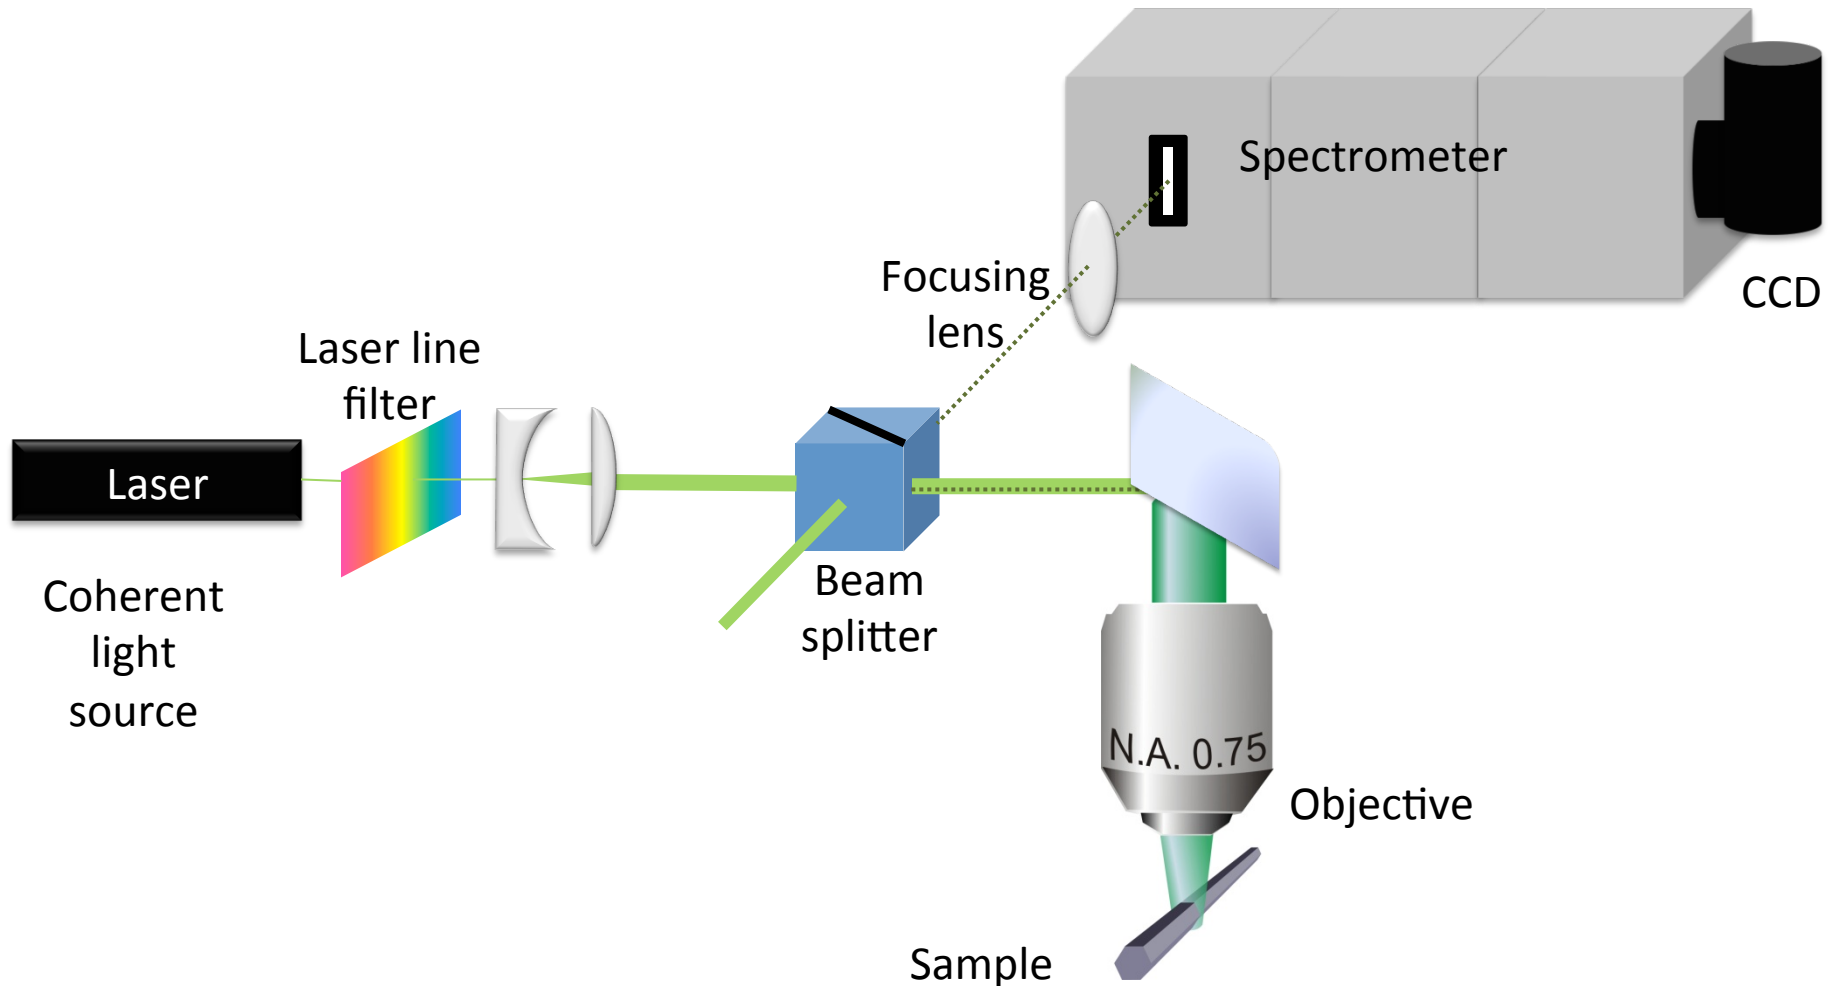 Spectrometer
Focusing
lens
CCD
Laser line
filter
Laser
Coherent
light
source
Beam
splitter
N.A. 0.75
Objective
Sample